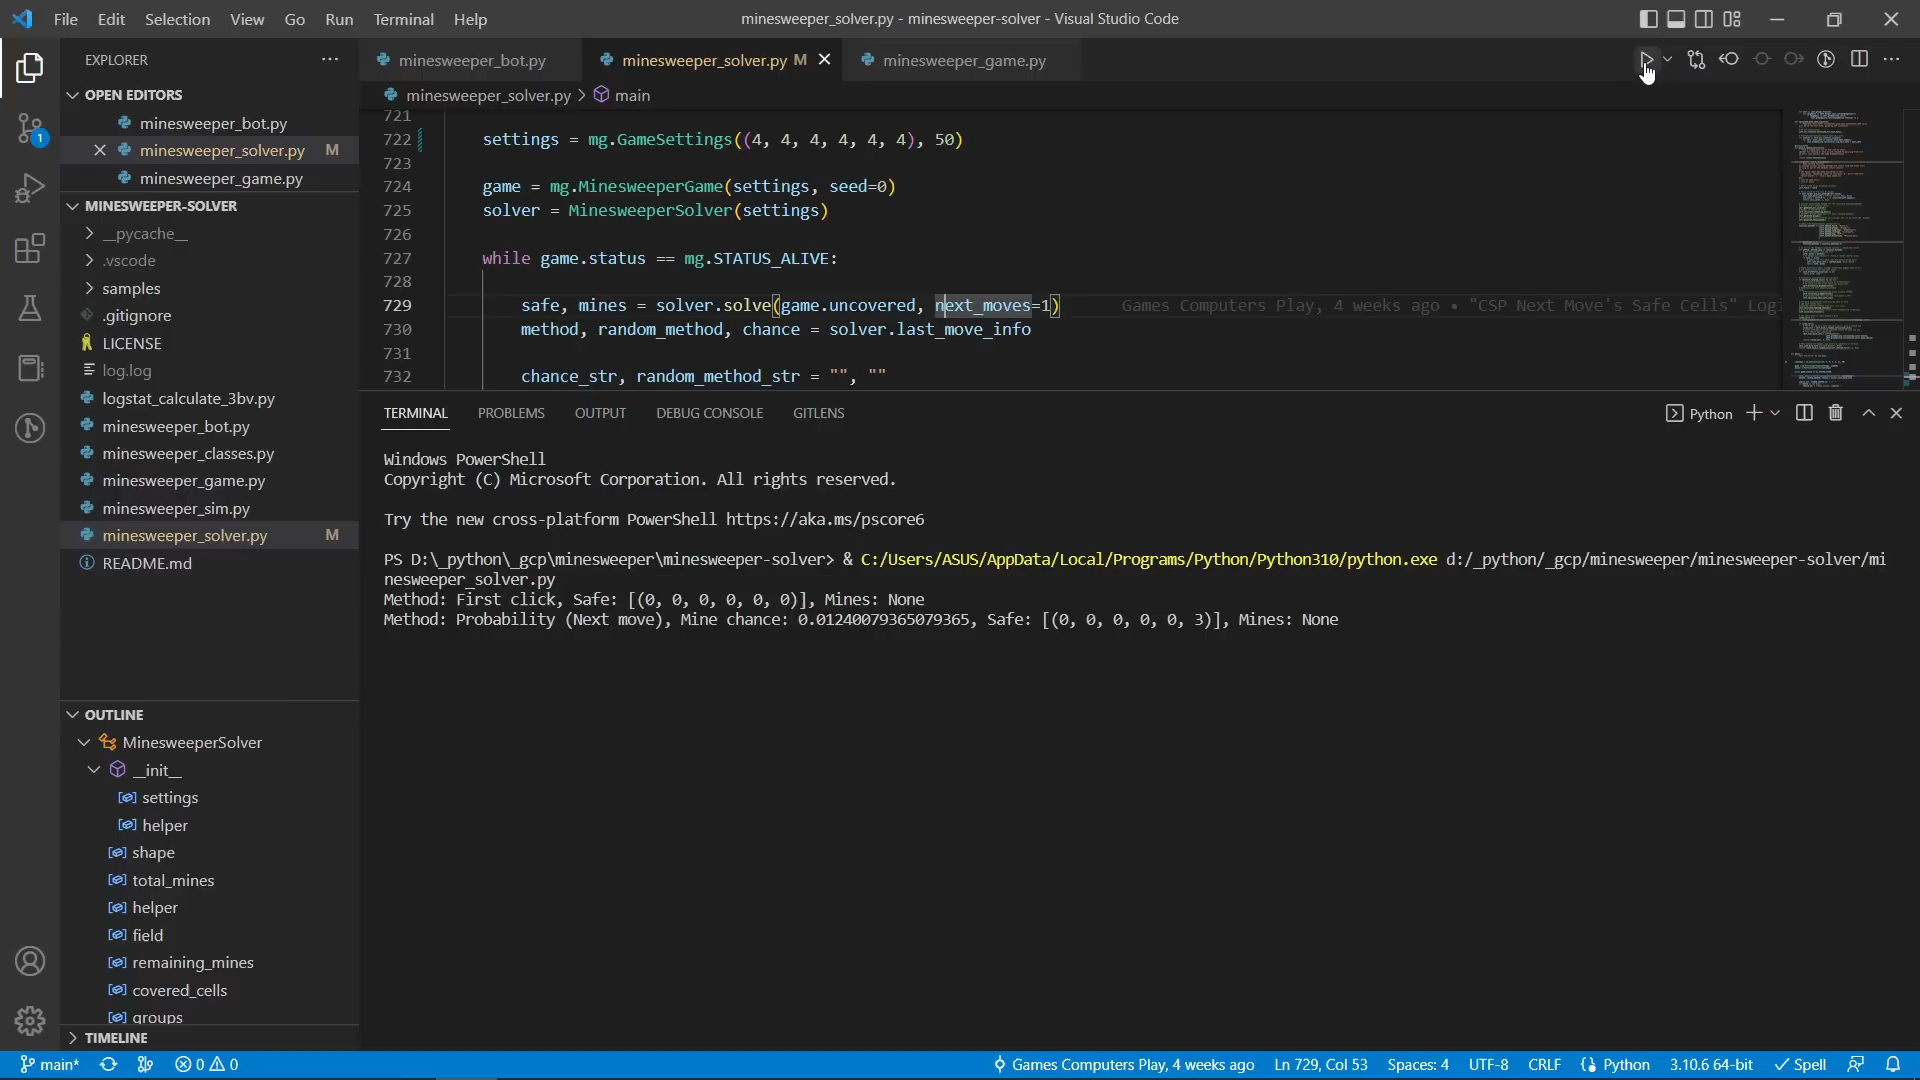 File Edit Selection View Go Run Terminal Help
minesweeper_solver.py - minesweeper-solver - Visual Studio Code
EXPLORER
OPEN EDITORS
minesweeper_bot.py
minesweeper_solver.py M
minesweeper_game.py
MINESWEEPER-SOLVER
__pycache__
.vscode
samples
.gitignore
LICENSE
log.log
logstat_calculate_3bv.py
minesweeper_bot.py
minesweeper_classes.py
minesweeper_game.py
minesweeper_sim.py
minesweeper_solver.py M
README.md
OUTLINE
MinesweeperSolver
__init__
settings
helper
shape
total_mines
helper
field
remaining_mines
covered_cells
groups
TIMELINE
1
minesweeper_bot.py
minesweeper_solver.py M
minesweeper_game.py
minesweeper_solver.py > main
721
722 settings = mg.GameSettings((4, 4, 4, 4, 4, 4), 50)
723
724 game = mg.MinesweeperGame(settings, seed=0)
725 solver = MinesweeperSolver(settings)
726
727 while game.status == mg.STATUS_ALIVE:
728
729 safe, mines = solver.solve(game.uncovered, next_moves=1) Games Computers Play, 4 weeks ago • "CSP Next Move's Safe Cells" Logi
730 method, random_method, chance = solver.last_move_info
731
732 chance_str, random_method_str = "", ""
TERMINAL PROBLEMS OUTPUT DEBUG CONSOLE GITLENS
Python
Windows PowerShell
Copyright (C) Microsoft Corporation. All rights reserved.
Try the new cross-platform PowerShell https://aka.ms/pscore6
PS D:\_python\_gcp\minesweeper\minesweeper-solver> & C:/Users/ASUS/AppData/Local/Programs/Python/Python310/python.exe d:/_python/_gcp/minesweeper/minesweeper-solver/mi
nesweeper_solver.py
Method: First click, Safe: [(0, 0, 0, 0, 0, 0)], Mines: None
Method: Probability (Next move), Mine chance: 0.01240079365079365, Safe: [(0, 0, 0, 0, 0, 3)], Mines: None
main* 0 0 Games Computers Play, 4 weeks ago Ln 729, Col 53 Spaces: 4 UTF-8 CRLF Python 3.10.6 64-bit Spell